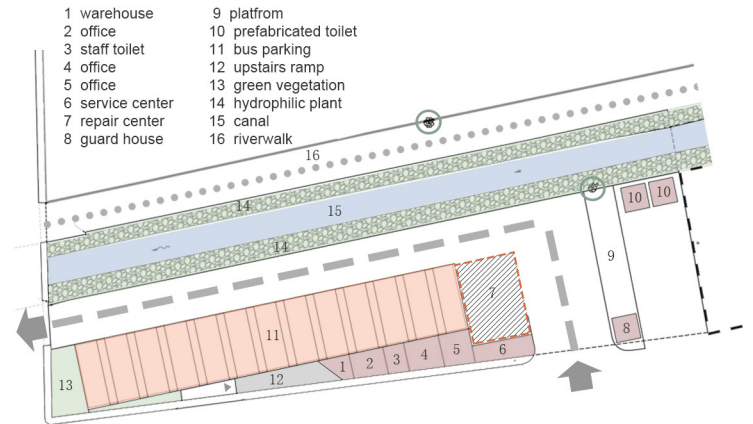 1 warehouse
2 office
3 staff toilet
4 office
5 office
6 service center
7 repair center
8 guard house
9 platfrom
10 prefabricated toilet
11 bus parking
12 upstairs ramp
13 green vegetation
14 hydrophilic plant
15 canal
16 riverwalk
16
14
15
14
10 10
9
7
8
11
13
12
1 2 3 4 5 6